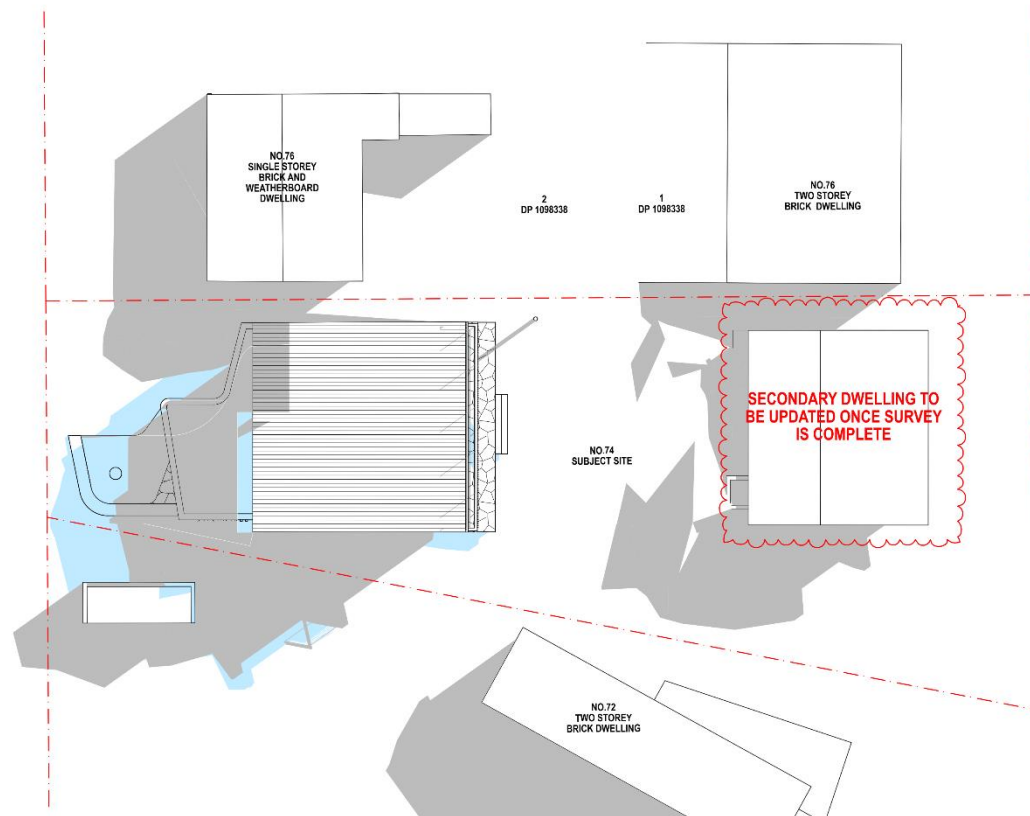 NO.76
SINGLE STOREY
BRICK AND
WEATHERBOARD
DWELLING
2
DP 1098338
1
DP 1098338
NO.76
TWO STOREY
BRICK DWELLING
SECONDARY DWELLING TO
BE UPDATED ONCE SURVEY
IS COMPLETE
NO.74
SUBJECT SITE
NO.72
TWO STOREY
BRICK DWELLING